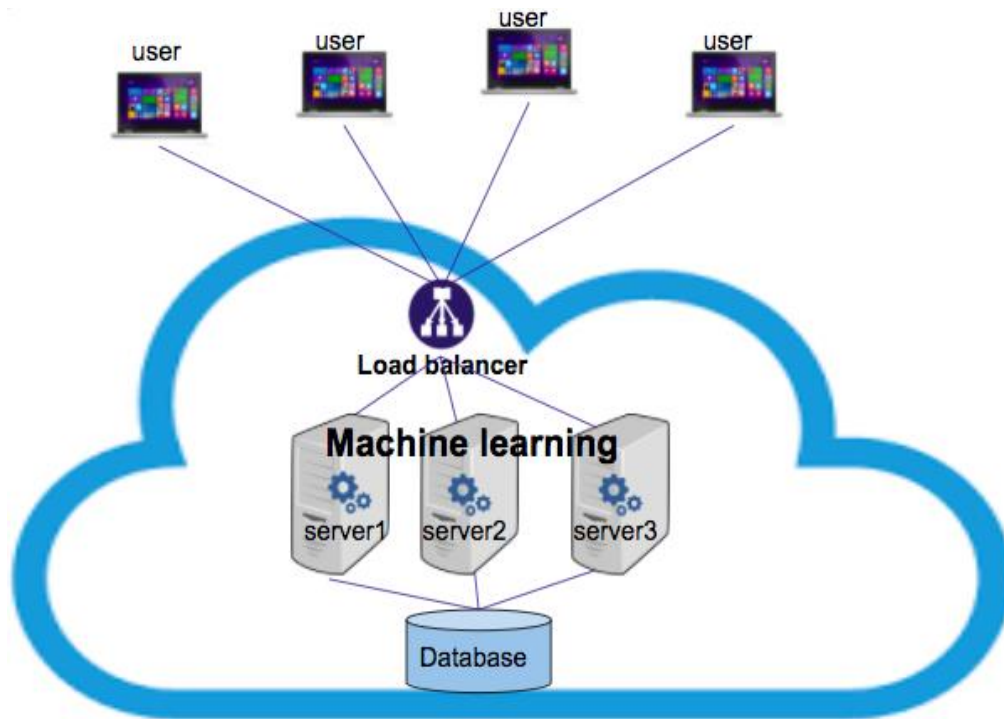 user
user
user
user
Load balancer
Machine learning
server1
server2
server3
Database